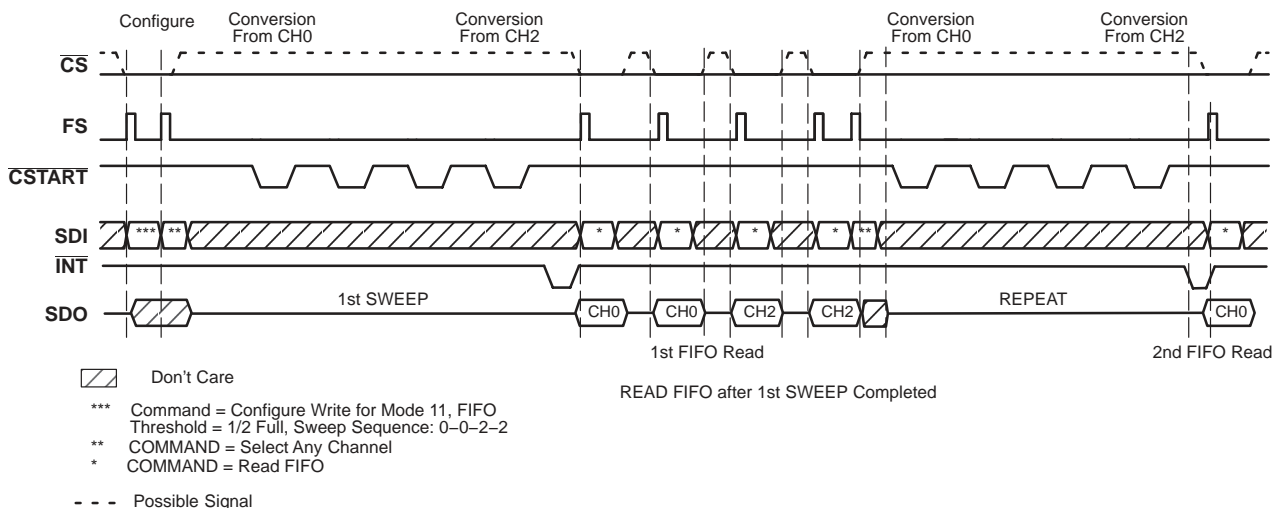 Configure
Conversion
From CH0
Conversion
From CH2
Conversion
From CH0
Conversion
From CH2
CS
FS
CSTART
SDI
*** ** * * * * ** *
INT
1st SWEEP
REPEAT
SDO
CH0 CH0 CH2 CH2 CH0
1st FIFO Read
2nd FIFO Read
Don't Care
READ FIFO after 1st SWEEP Completed
*** Command = Configure Write for Mode 11, FIFO
Threshold = 1/2 Full, Sweep Sequence: 0–0–2–2
** COMMAND = Select Any Channel
* COMMAND = Read FIFO
Possible Signal